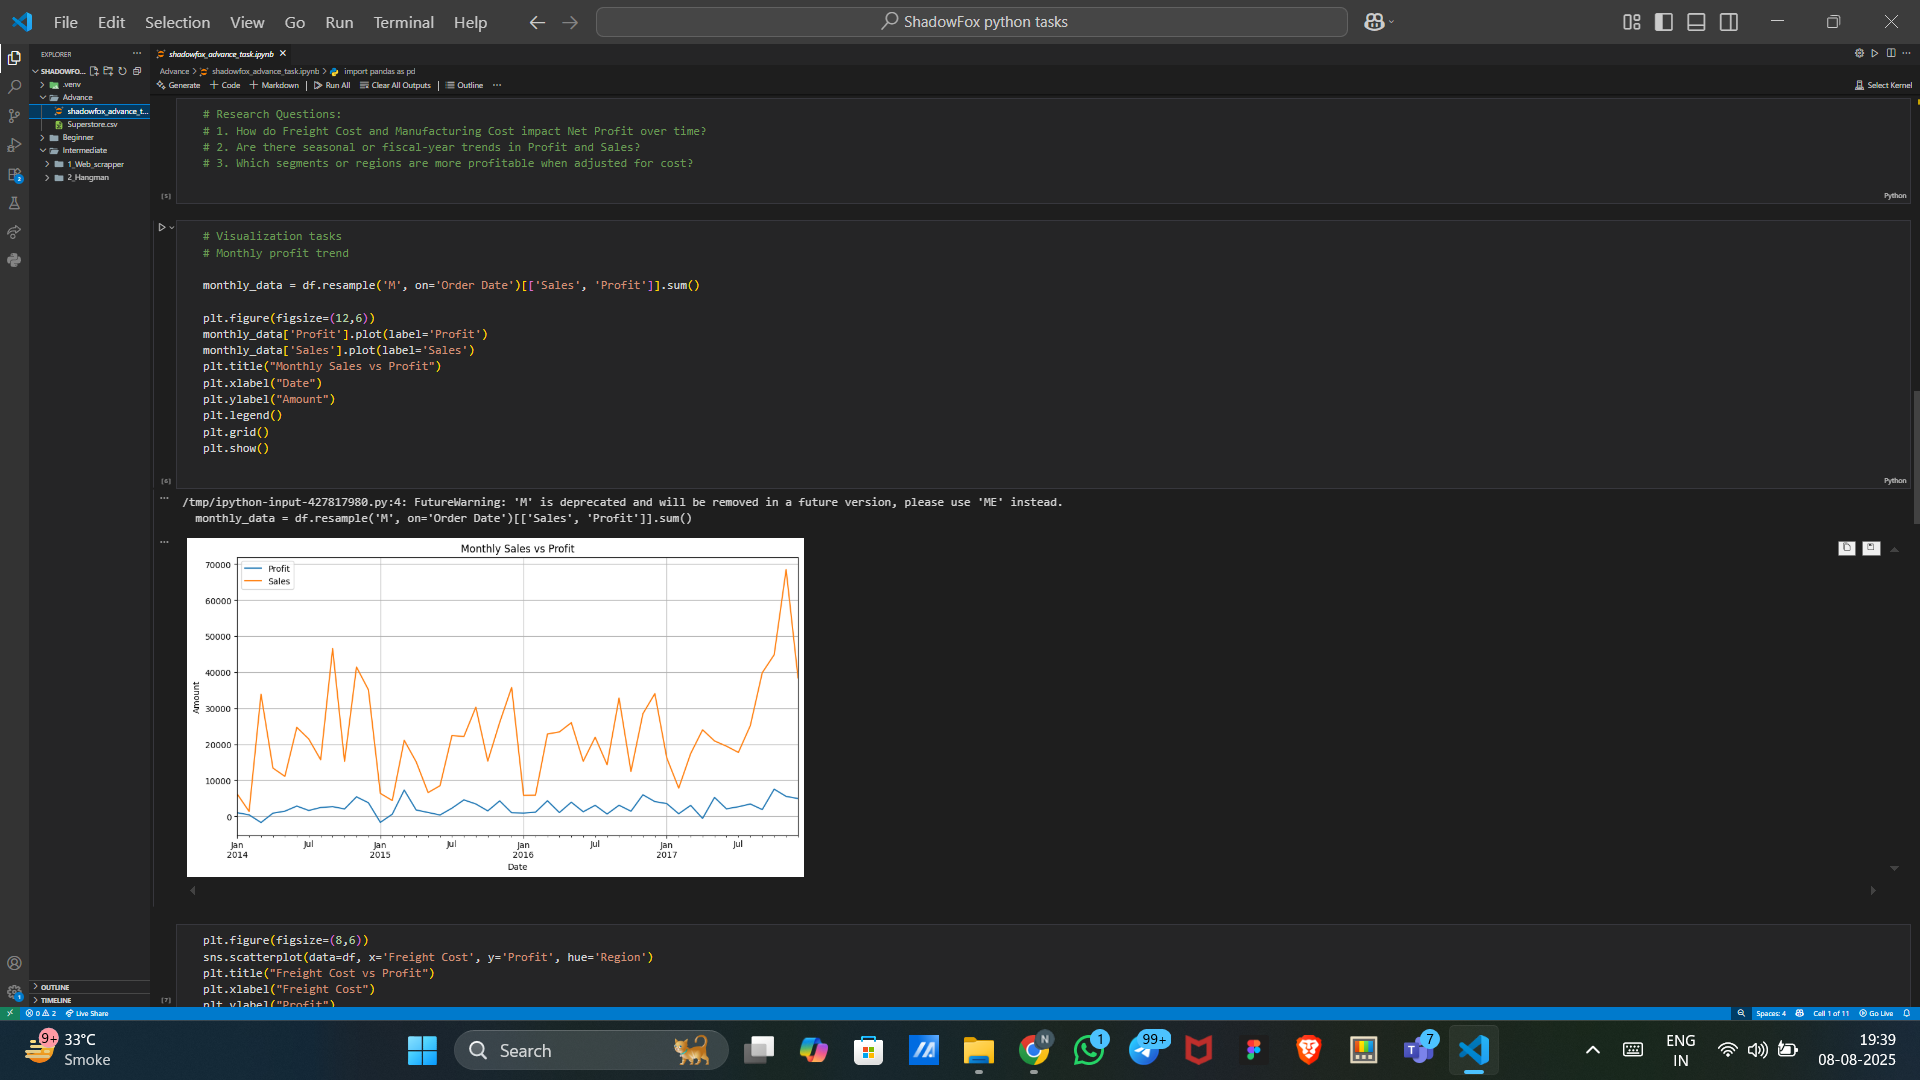 File Edit Selection View Go Run Terminal Help
ShadowFox python tasks
EXPLORER
SHADOWFO...
.venv
Advance
shadowfox_advance_t...
Superstore.csv
Beginner
Intermediate
1_Web_scrapper
2_Hangman
OUTLINE
TIMELINE
shadowfox_advance_task.ipynb
Advance > shadowfox_advance_task.ipynb > import pandas as pd
Generate + Code + Markdown | Run All Clear All Outputs | Outline ...
Select Kernel
# Research Questions:
# 1. How do Freight Cost and Manufacturing Cost impact Net Profit over time?
# 2. Are there seasonal or fiscal-year trends in Profit and Sales?
# 3. Which segments or regions are more profitable when adjusted for cost?
[5]
Python
# Visualization tasks
# Monthly profit trend
monthly_data = df.resample('M', on='Order Date')[['Sales', 'Profit']].sum()
plt.figure(figsize=(12,6))
monthly_data['Profit'].plot(label='Profit')
monthly_data['Sales'].plot(label='Sales')
plt.title("Monthly Sales vs Profit")
plt.xlabel("Date")
plt.ylabel("Amount")
plt.legend()
plt.grid()
plt.show()
[6]
Python
/tmp/ipython-input-427817980.py:4: FutureWarning: 'M' is deprecated and will be removed in a future version, please use 'ME' instead.
monthly_data = df.resample('M', on='Order Date')[['Sales', 'Profit']].sum()
Monthly Sales vs Profit
Profit
Sales
70000
60000
50000
40000
30000
20000
10000
0
Amount
Jan Jul Jan Jul Jan Jul Jan Jul
2014 2015 2016 2017
Date
plt.figure(figsize=(8,6))
sns.scatterplot(data=df, x='Freight Cost', y='Profit', hue='Region')
plt.title("Freight Cost vs Profit")
plt.xlabel("Freight Cost")
plt.ylabel("Profit")
[7]
0 2 Live Share
Spaces: 4 Cell 1 of 11 Go Live
9+ 33°C
Smoke
Search
N
1
99+
7
ENG
IN
19:39
08-08-2025